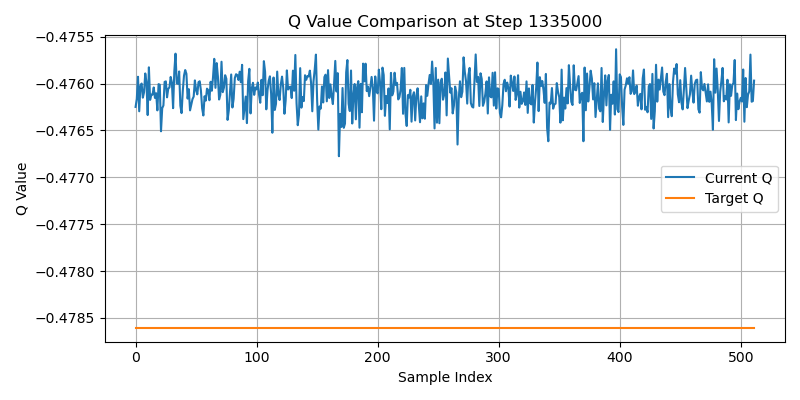 Q Value Comparison at Step 1335000
Q Value
−0.4755
−0.4760
−0.4765
−0.4770
−0.4775
−0.4780
−0.4785
Current Q
Target Q
0
100
200
300
400
500
Sample Index